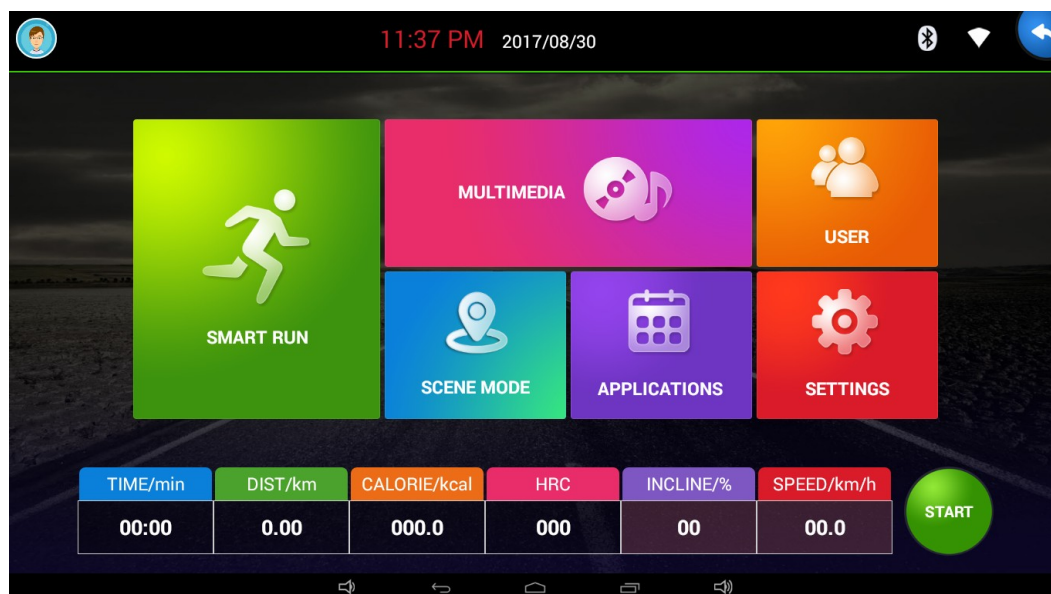 11:37 PM 2017/08/30
MULTIMEDIA
USER
SMART RUN
SCENE MODE
APPLICATIONS
SETTINGS
TIME/min DIST/km CALORIE/kcal HRC INCLINE/% SPEED/km/h
00:00 0.00 000.0 000 00 00.0
START